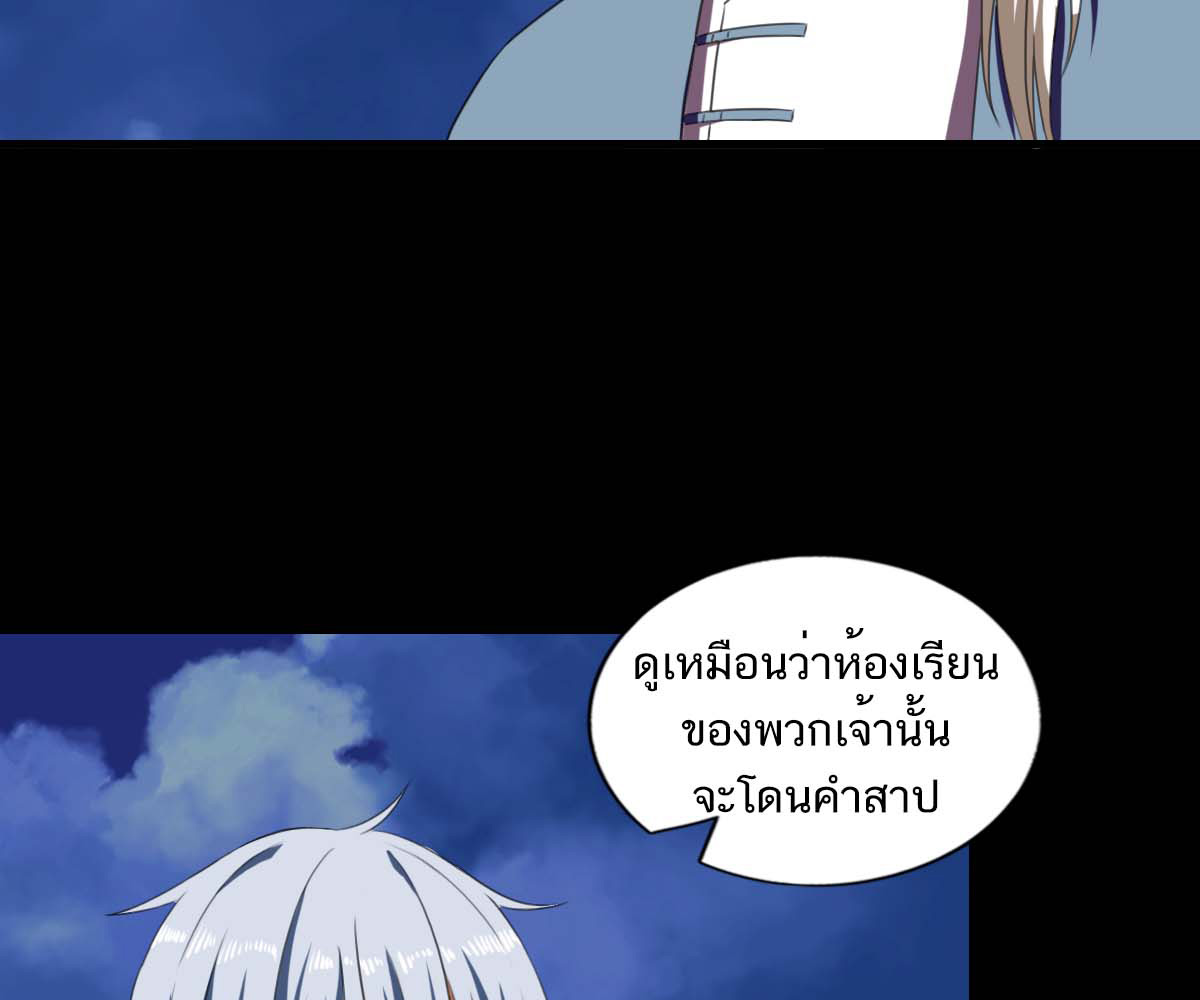 ดูเหมือนว่าห้องเรียน
ของพวกเจ้านั้น
จะโดนคำสาป